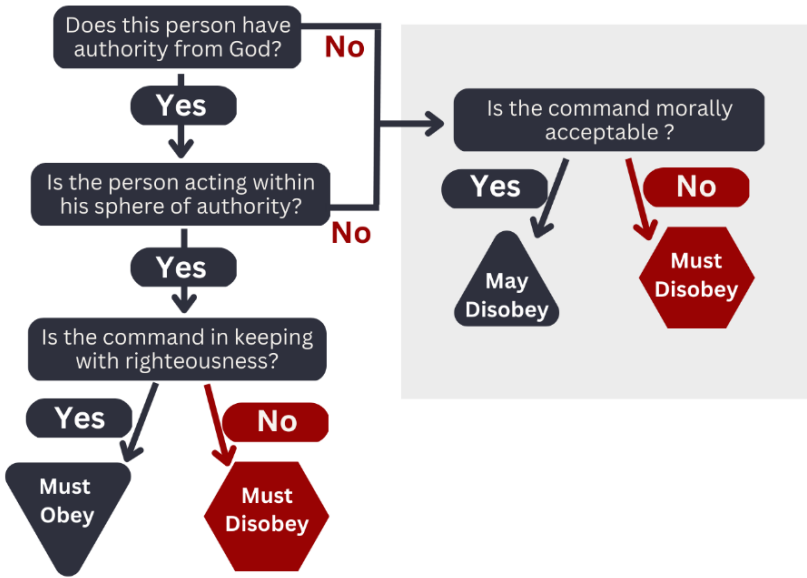 Does this person have
authority from God?
No
Yes
Is the person acting within
his sphere of authority?
No
Yes
Is the command in keeping
with righteousness?
Yes
No
Must
Obey
Must
Disobey
Is the command morally
acceptable ?
Yes
No
May
Disobey
Must
Disobey